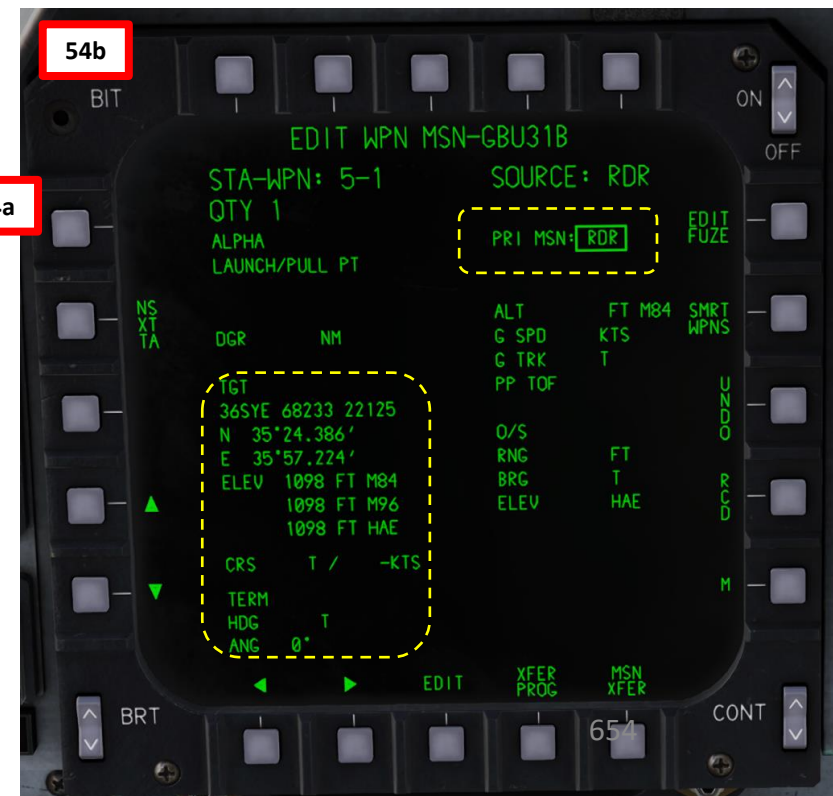 54b
a
BIT
ON
OFF
EDIT WPN MSN-GBU31B
STA-WPN: 5-1 SOURCE: RDR
QTY 1
ALPHA PRI MSN: RDR
LAUNCH/PULL PT
EDIT
FUZE
NS
XT
TA
DGR NM
ALT FT M84
G SPD KTS
G TRK T
PP TOF
SMRT
WPNS
TGT
36SYE 68233 22125
N 35°24.386'
E 35°57.224'
ELEV 1098 FT M84
1098 FT M96
1098 FT HAE
O/S
RNG FT
BRG T
ELEV HAE
UNDO
RCD
CRS T / -KTS
TERM
HDG T
ANG 0°
M
EDIT
XFER
PROG
MSN
XFER
BRT
CONT
654